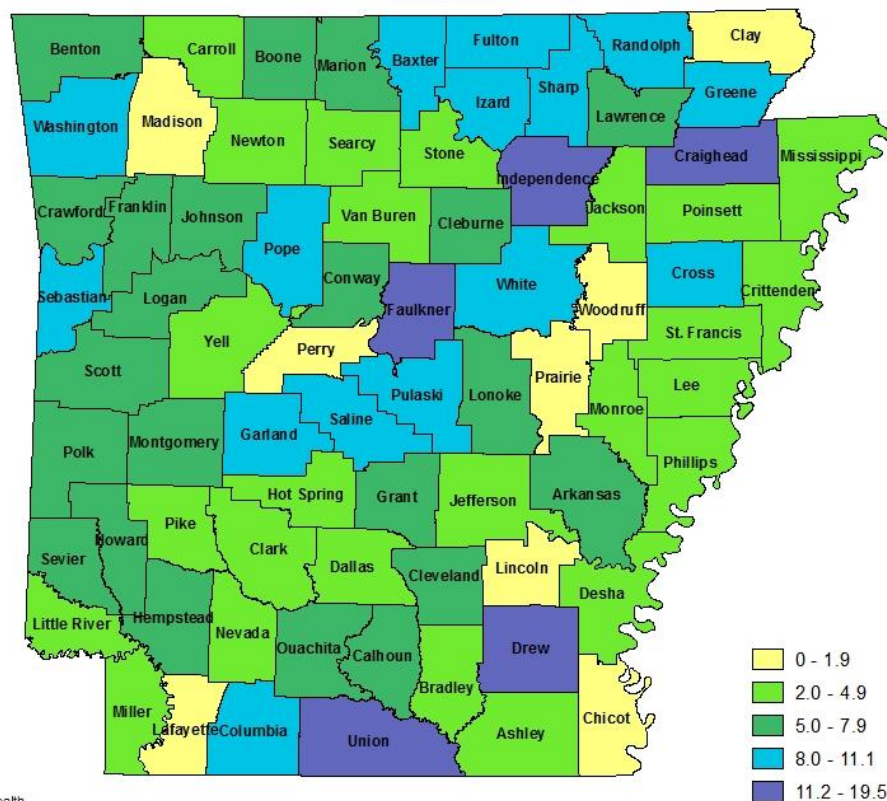 Benton
Carroll
Boone
Marion
Baxter
Fulton
Randolph
Clay
Izard
Sharp
Greene
Lawrence
Washington
Madison
Newton
Searcy
Stone
Independence
Craighead
Mississippi
Crawford
Franklin
Johnson
Van Buren
Cleburne
Jackson
Poinsett
Pope
Conway
Faulkner
White
Woodruff
Cross
Crittenden
Sebastian
Logan
Yell
Perry
St. Francis
Scott
Pulaski
Lonoke
Prairie
Monroe
Lee
Polk
Montgomery
Garland
Saline
Phillips
Hot Spring
Grant
Jefferson
Arkansas
Howard
Pike
Clark
Sevier
Dallas
Cleveland
Lincoln
Desha
Little River
Hempstead
Nevada
Ouachita
Calhoun
Bradley
Drew
Miller
Lafayette
Columbia
Union
Ashley
Chicot
0 - 1.9
2.0 - 4.9
5.0 - 7.9
8.0 - 11.1
11.2 - 19.5